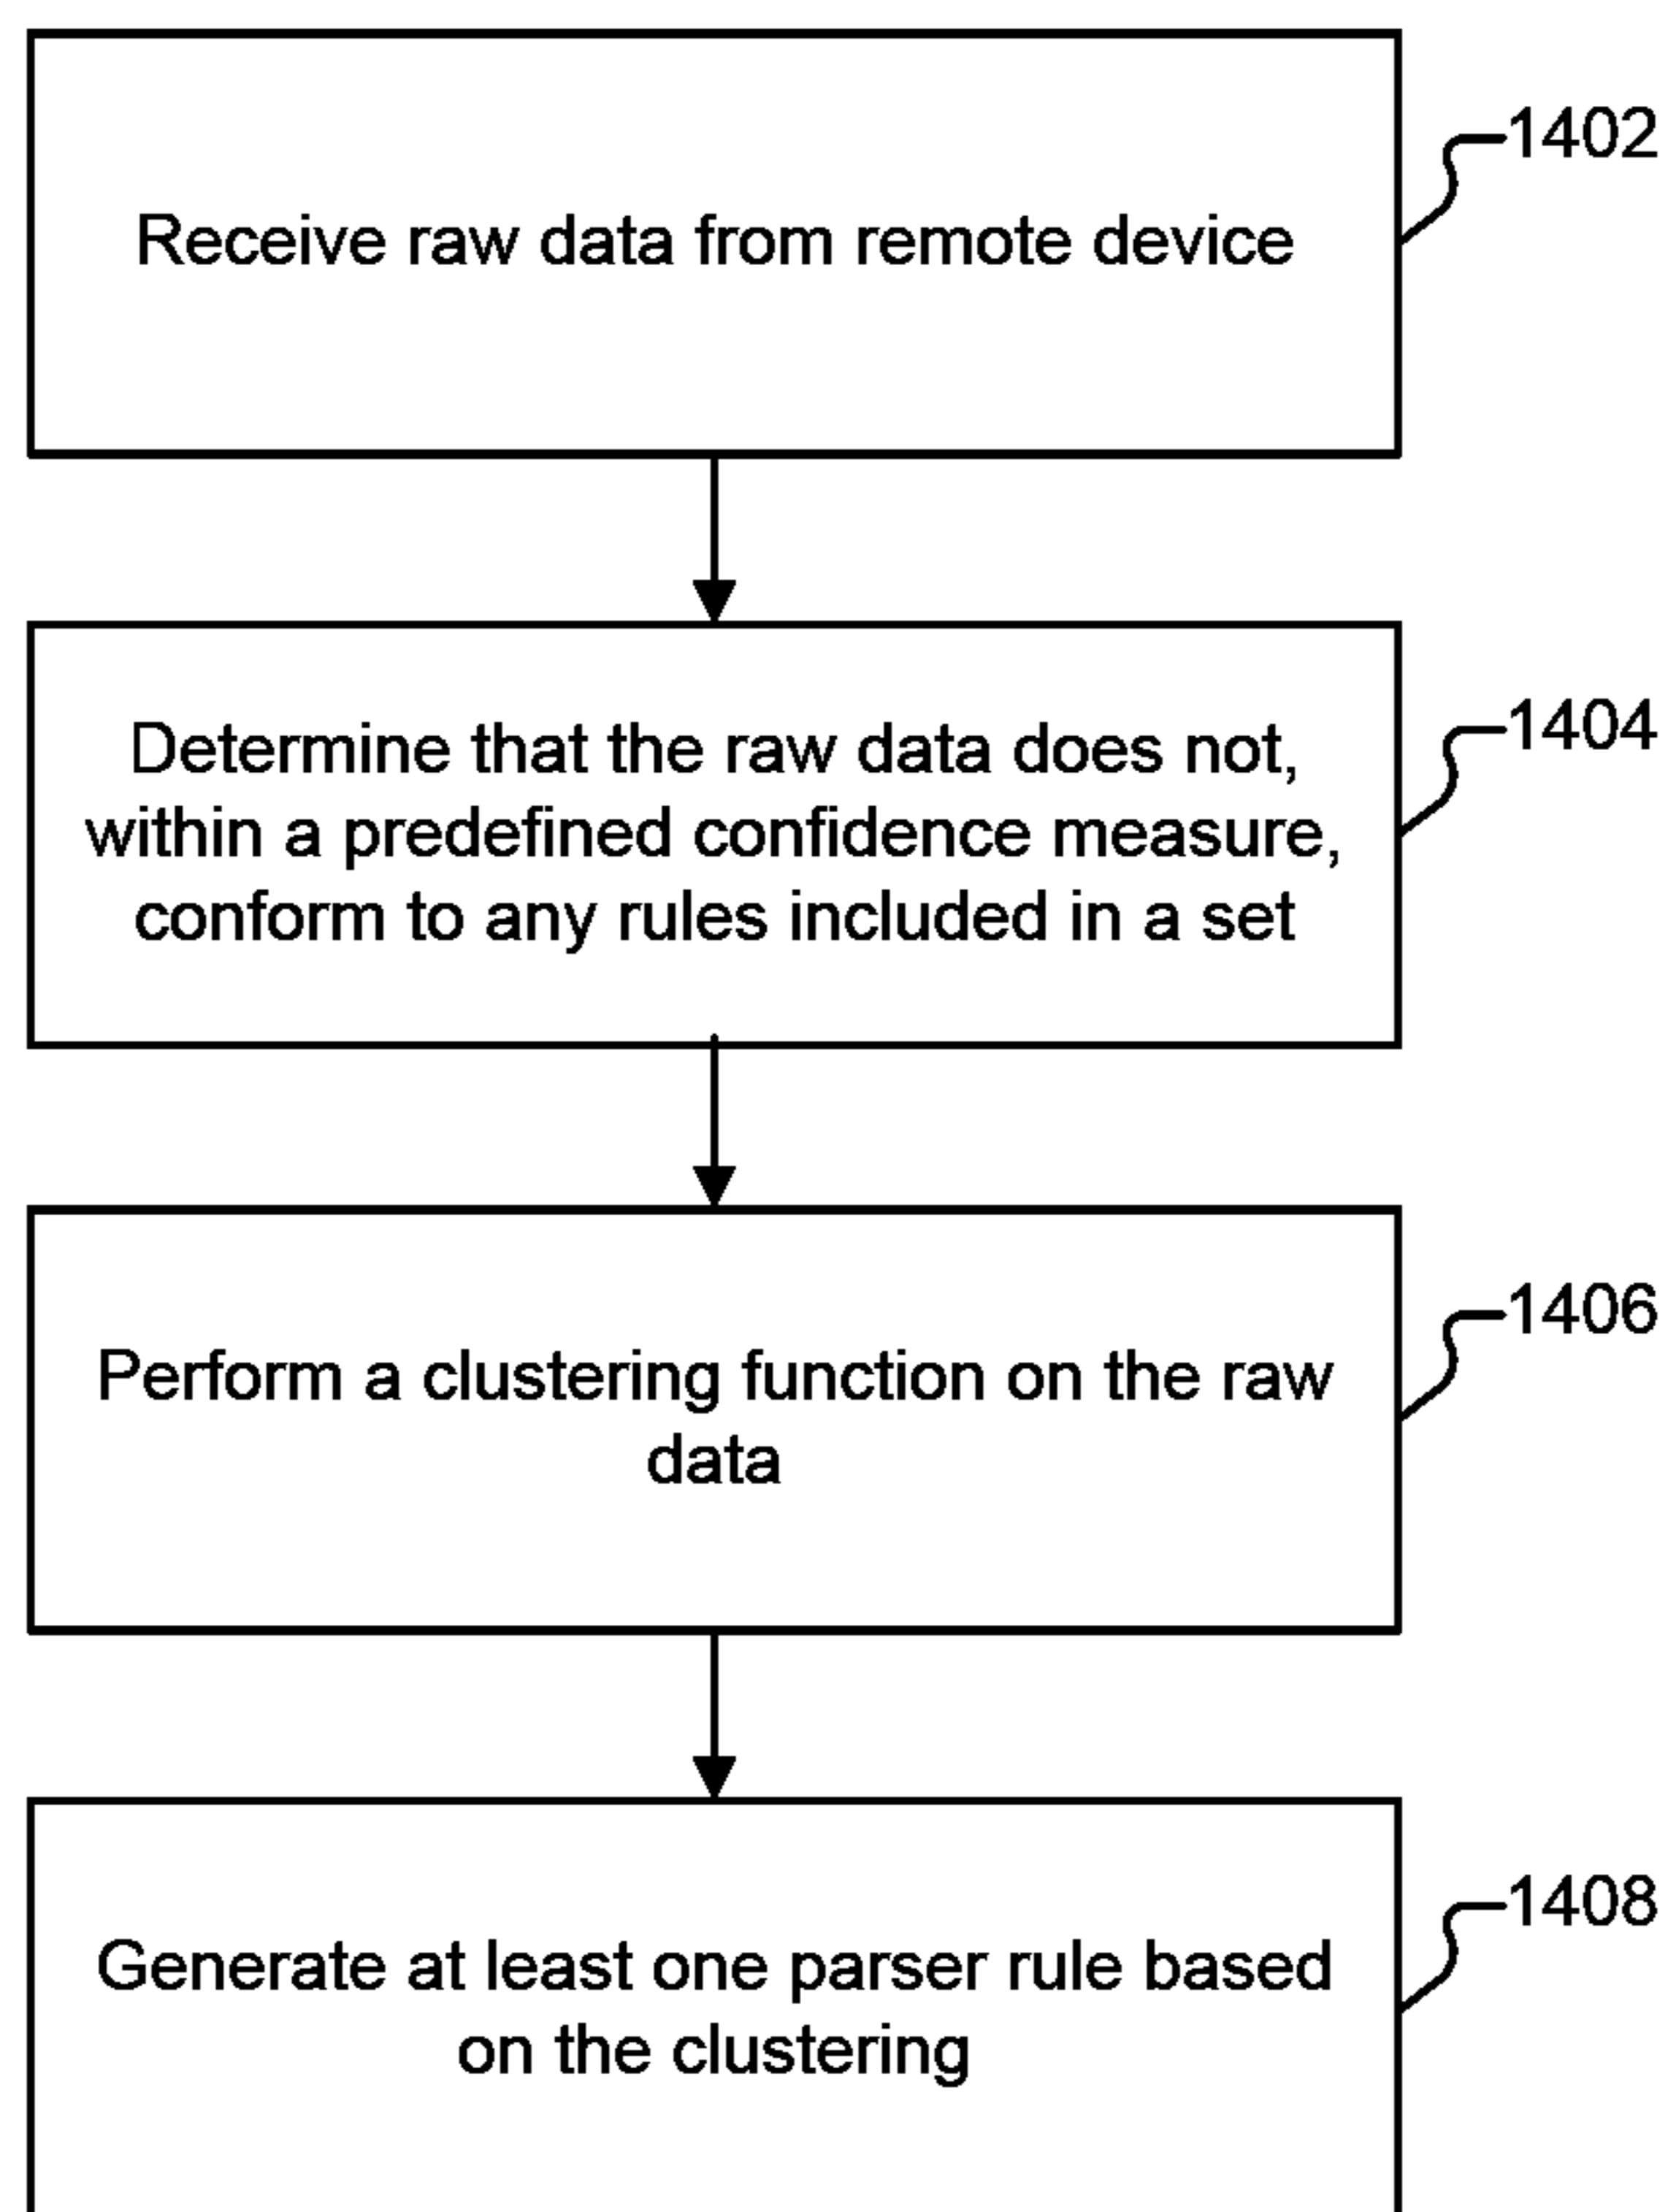 Receive raw data from remote device
1402
Determine that the raw data does not,
within a predefined confidence measure,
conform to any rules included in a set
1404
Perform a clustering function on the raw
data
1406
Generate at least one parser rule based
on the clustering
1408